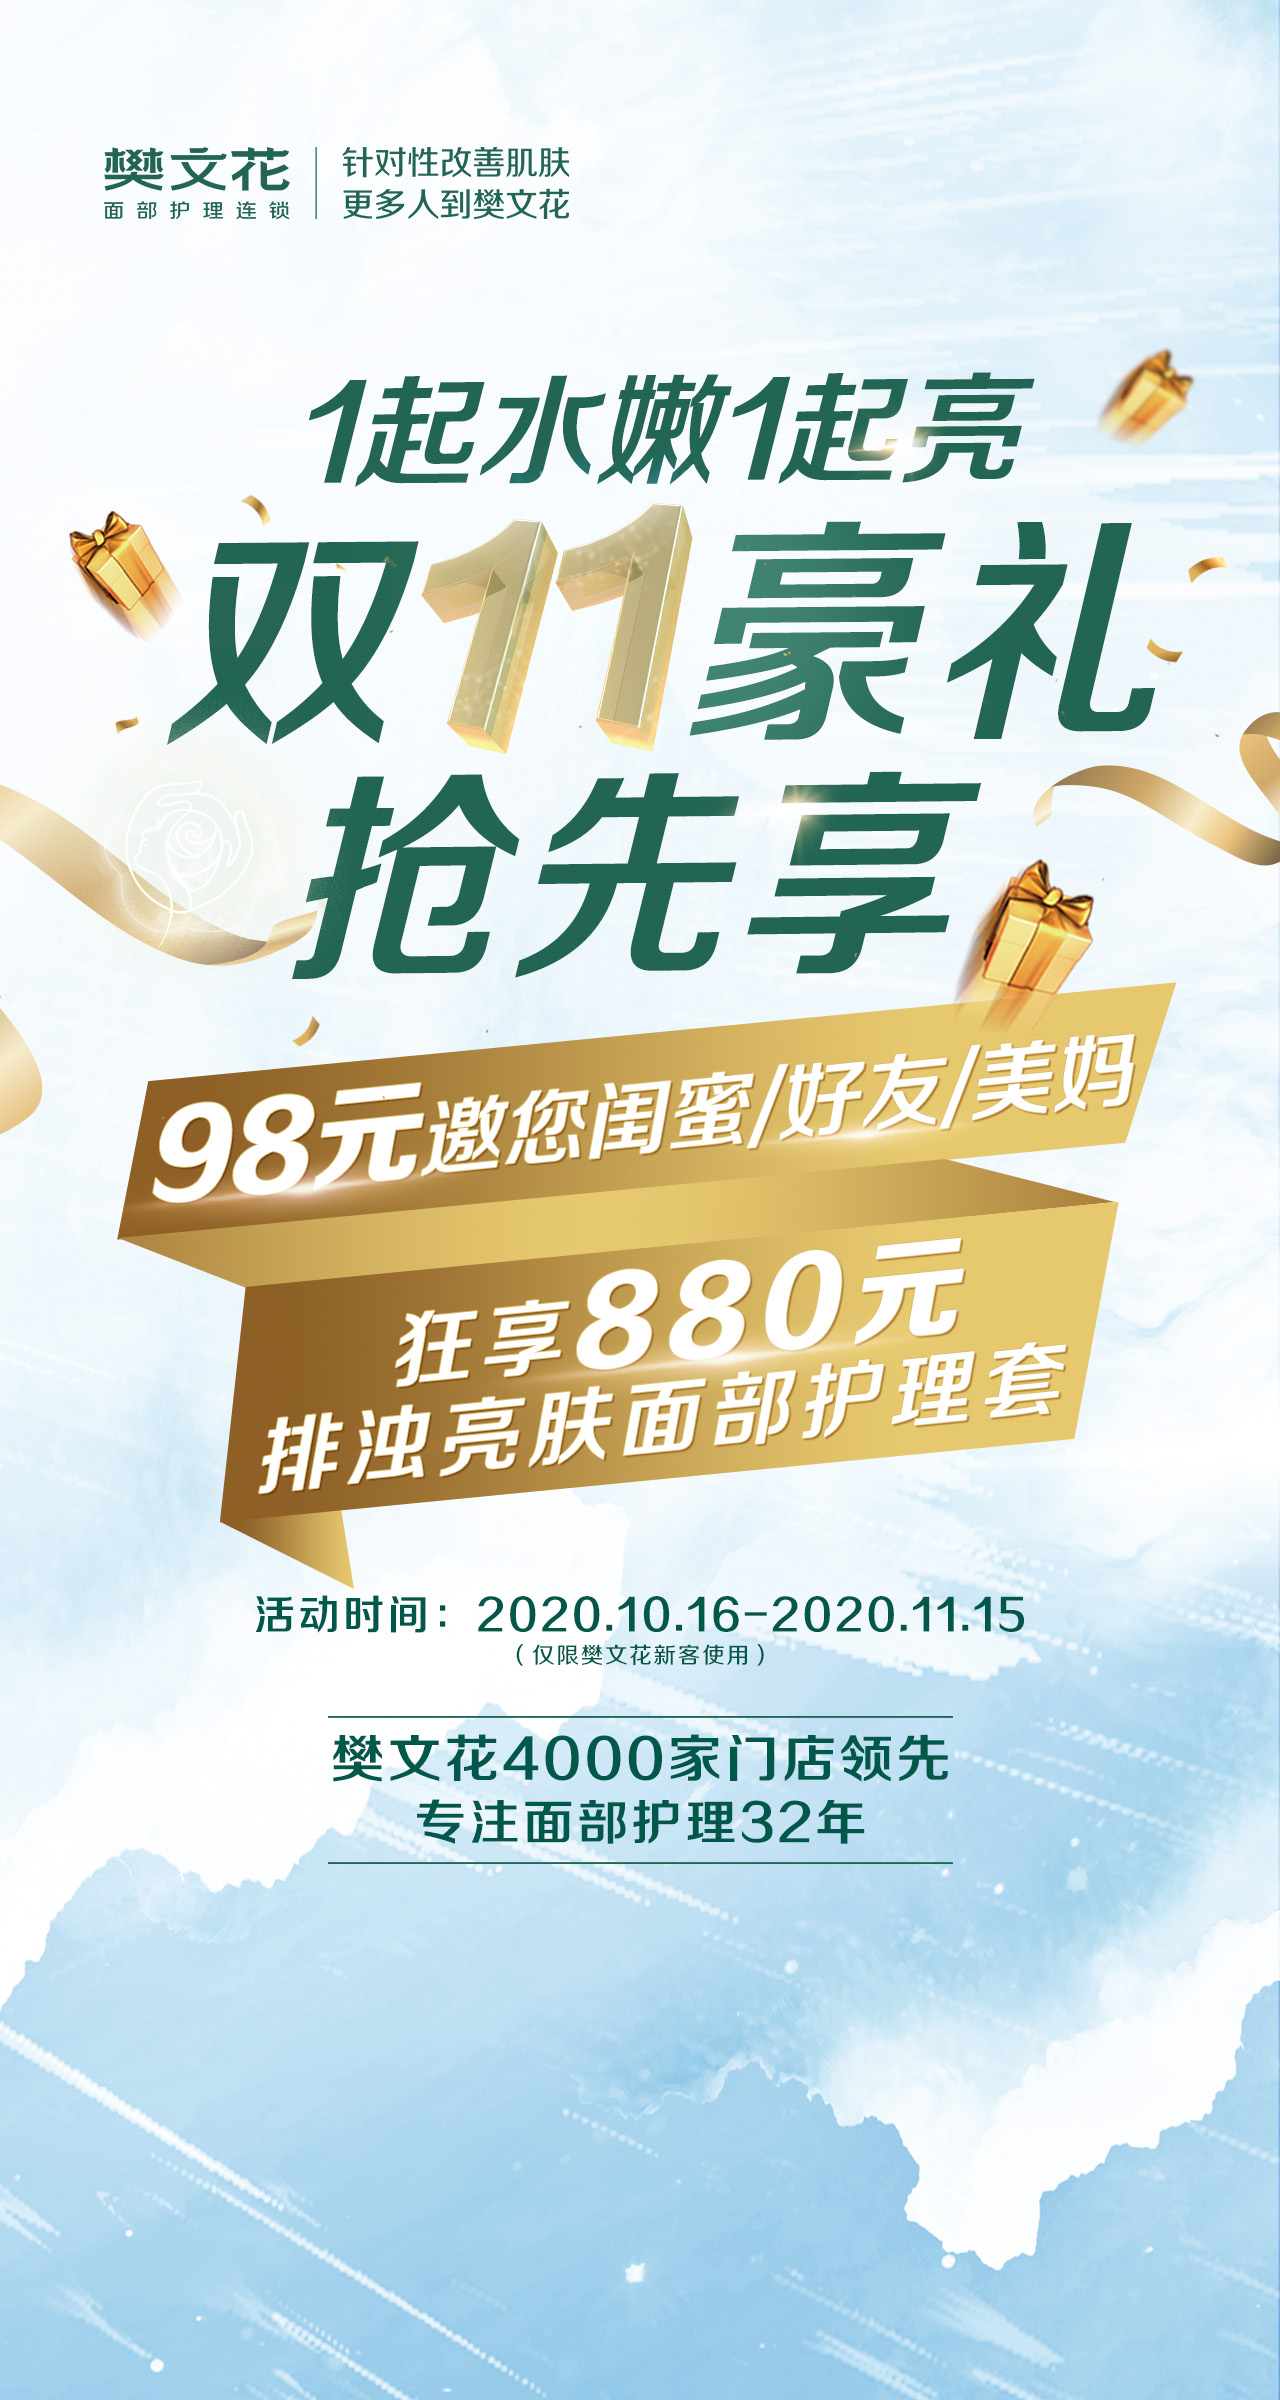 樊文花
面部护理连锁
针对性改善肌肤
更多人到樊文花
1起水嫩1起亮
双11豪礼
抢先享
98元邀您闺蜜/好友/美妈
狂享880元
排浊亮肤面部护理套
活动时间：2020.10.16-2020.11.15
（仅限樊文花新客使用）
樊文花4000家门店领先
专注面部护理32年